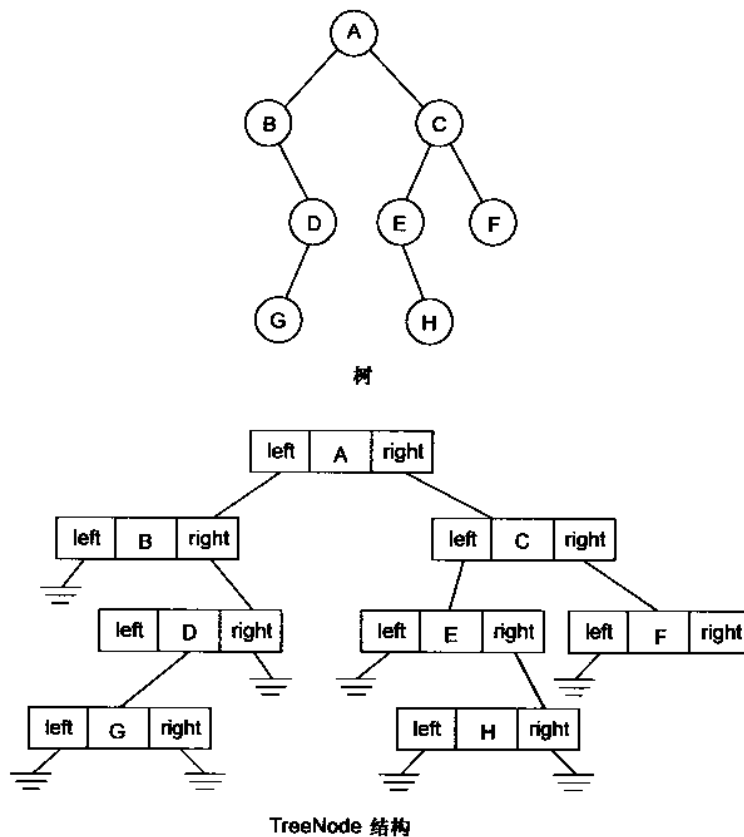 A
B C
D E F
G H
树
left A right
left B right left C right
left D right left E right left F right
left G right left H right
TreeNode 结构